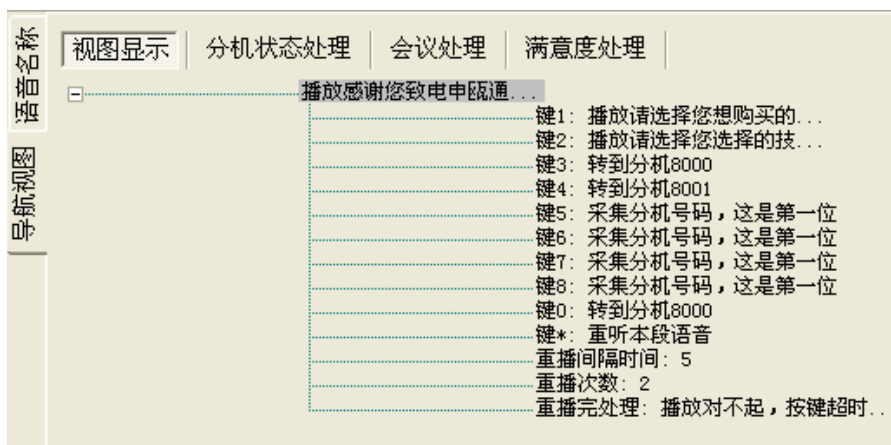 语音名称
导航视图
视图显示 分机状态处理 会议处理 满意度处理
播放感谢您致电申瓯通...
键1: 播放请选择您想购买的...
键2: 播放请选择您选择的技...
键3: 转到分机8000
键4: 转到分机8001
键5: 采集分机号码，这是第一位
键6: 采集分机号码，这是第一位
键7: 采集分机号码，这是第一位
键8: 采集分机号码，这是第一位
键0: 转到分机8000
键*: 重听本段语音
重播间隔时间: 5
重播次数: 2
重播完处理: 播放对不起，按键超时..